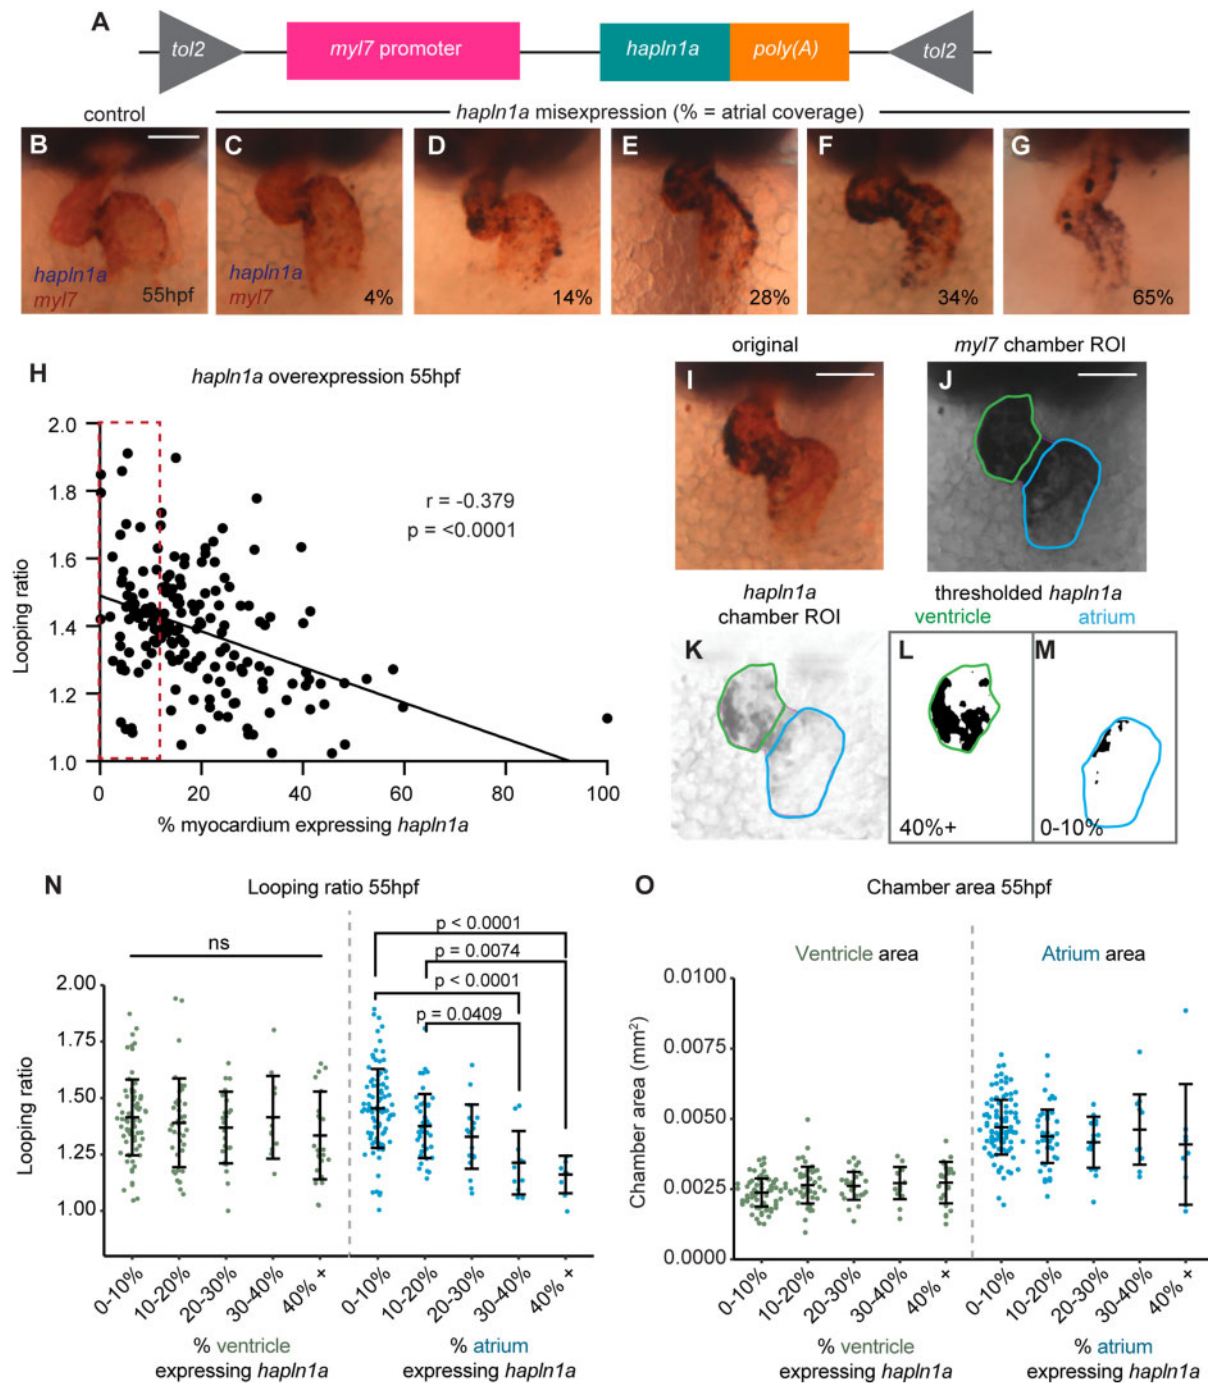 A
tol2
myl7 promoter
hapln1a
poly(A)
tol2
control
hapln1a misexpression (% = atrial coverage)
B
C
D
E
F
G
hapln1a
myl7
55hpf
hapln1a
myl7
4%
14%
28%
34%
65%
H
hapln1a overexpression 55hpf
Looping ratio
2.0
1.8
1.6
1.4
1.2
1.0
r = -0.379
p = <0.0001
0
20
40
60
80
100
% myocardium expressing hapln1a
original
I
myl7 chamber ROI
J
hapln1a
chamber ROI
K
thresholded hapln1a
ventricle
atrium
L
40%+
M
0-10%
N
Looping ratio 55hpf
ns
p < 0.0001
p = 0.0074
p < 0.0001
p = 0.0409
Looping ratio
2.00
1.75
1.50
1.25
1.00
0-10%
10-20%
20-30%
30-40%
40% +
0-10%
10-20%
20-30%
30-40%
40% +
% ventricle
expressing hapln1a
% atrium
expressing hapln1a
O
Chamber area 55hpf
Ventricle area
Atrium area
Chamber area (mm²)
0.0100
0.0075
0.0050
0.0025
0.0000
0-10%
10-20%
20-30%
30-40%
40% +
0-10%
10-20%
20-30%
30-40%
40% +
% ventricle
expressing hapln1a
% atrium
expressing hapln1a